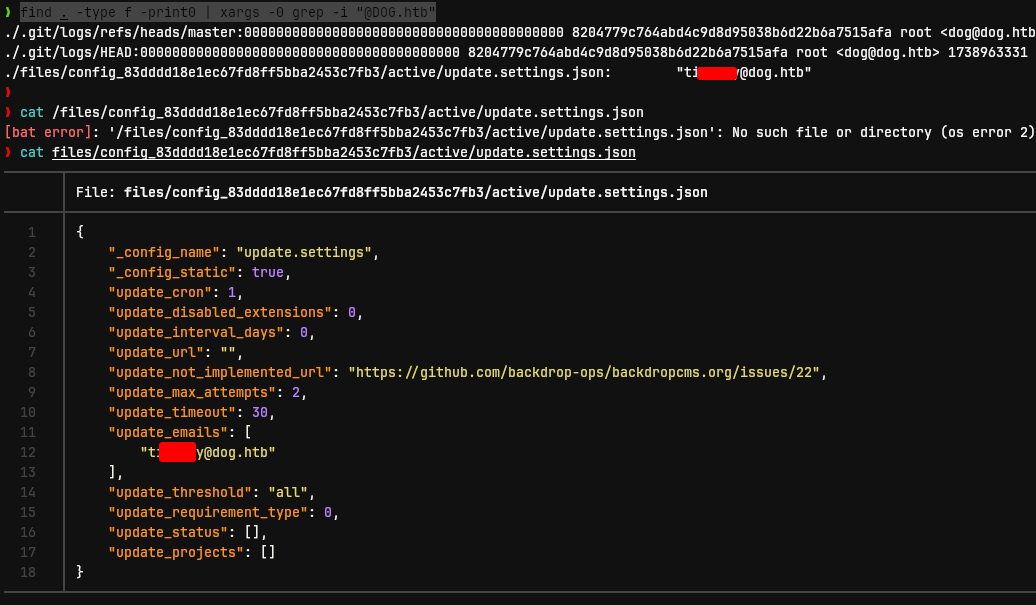 ❯ find . -type f -print0 | xargs -0 grep -i "@DOG.htb"
./.git/logs/refs/heads/master:0000000000000000000000000000000000000000 8204779c764abd4c9d8d95038b6d22b6a7515afa root <dog@dog.htb
./.git/logs/HEAD:0000000000000000000000000000000000000000 8204779c764abd4c9d8d95038b6d22b6a7515afa root <dog@dog.htb> 1738963331
./files/config_83dddd18e1ec67fd8ff5bba2453c7fb3/active/update.settings.json:        "ti y@dog.htb"
❯
❯ cat /files/config_83dddd18e1ec67fd8ff5bba2453c7fb3/active/update.settings.json
[bat error]: '/files/config_83dddd18e1ec67fd8ff5bba2453c7fb3/active/update.settings.json': No such file or directory (os error 2)
❯ cat files/config_83dddd18e1ec67fd8ff5bba2453c7fb3/active/update.settings.json
File: files/config_83dddd18e1ec67fd8ff5bba2453c7fb3/active/update.settings.json
1 {
2     "_config_name": "update.settings",
3     "_config_static": true,
4     "update_cron": 1,
5     "update_disabled_extensions": 0,
6     "update_interval_days": 0,
7     "update_url": "",
8     "update_not_implemented_url": "https://github.com/backdrop-ops/backdropcms.org/issues/22",
9     "update_max_attempts": 2,
10     "update_timeout": 30,
11     "update_emails": [
12         "ti y@dog.htb"
13     ],
14     "update_threshold": "all",
15     "update_requirement_type": 0,
16     "update_status": [],
17     "update_projects": []
18 }